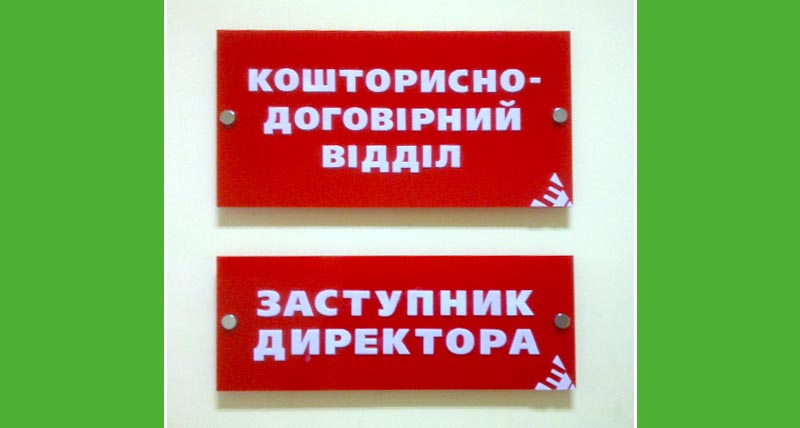 КОШТОРИСНО-
ДОГОВІРНИЙ
ВІДДІЛ
ЗАСТУПНИК
ДИРЕКТОРА